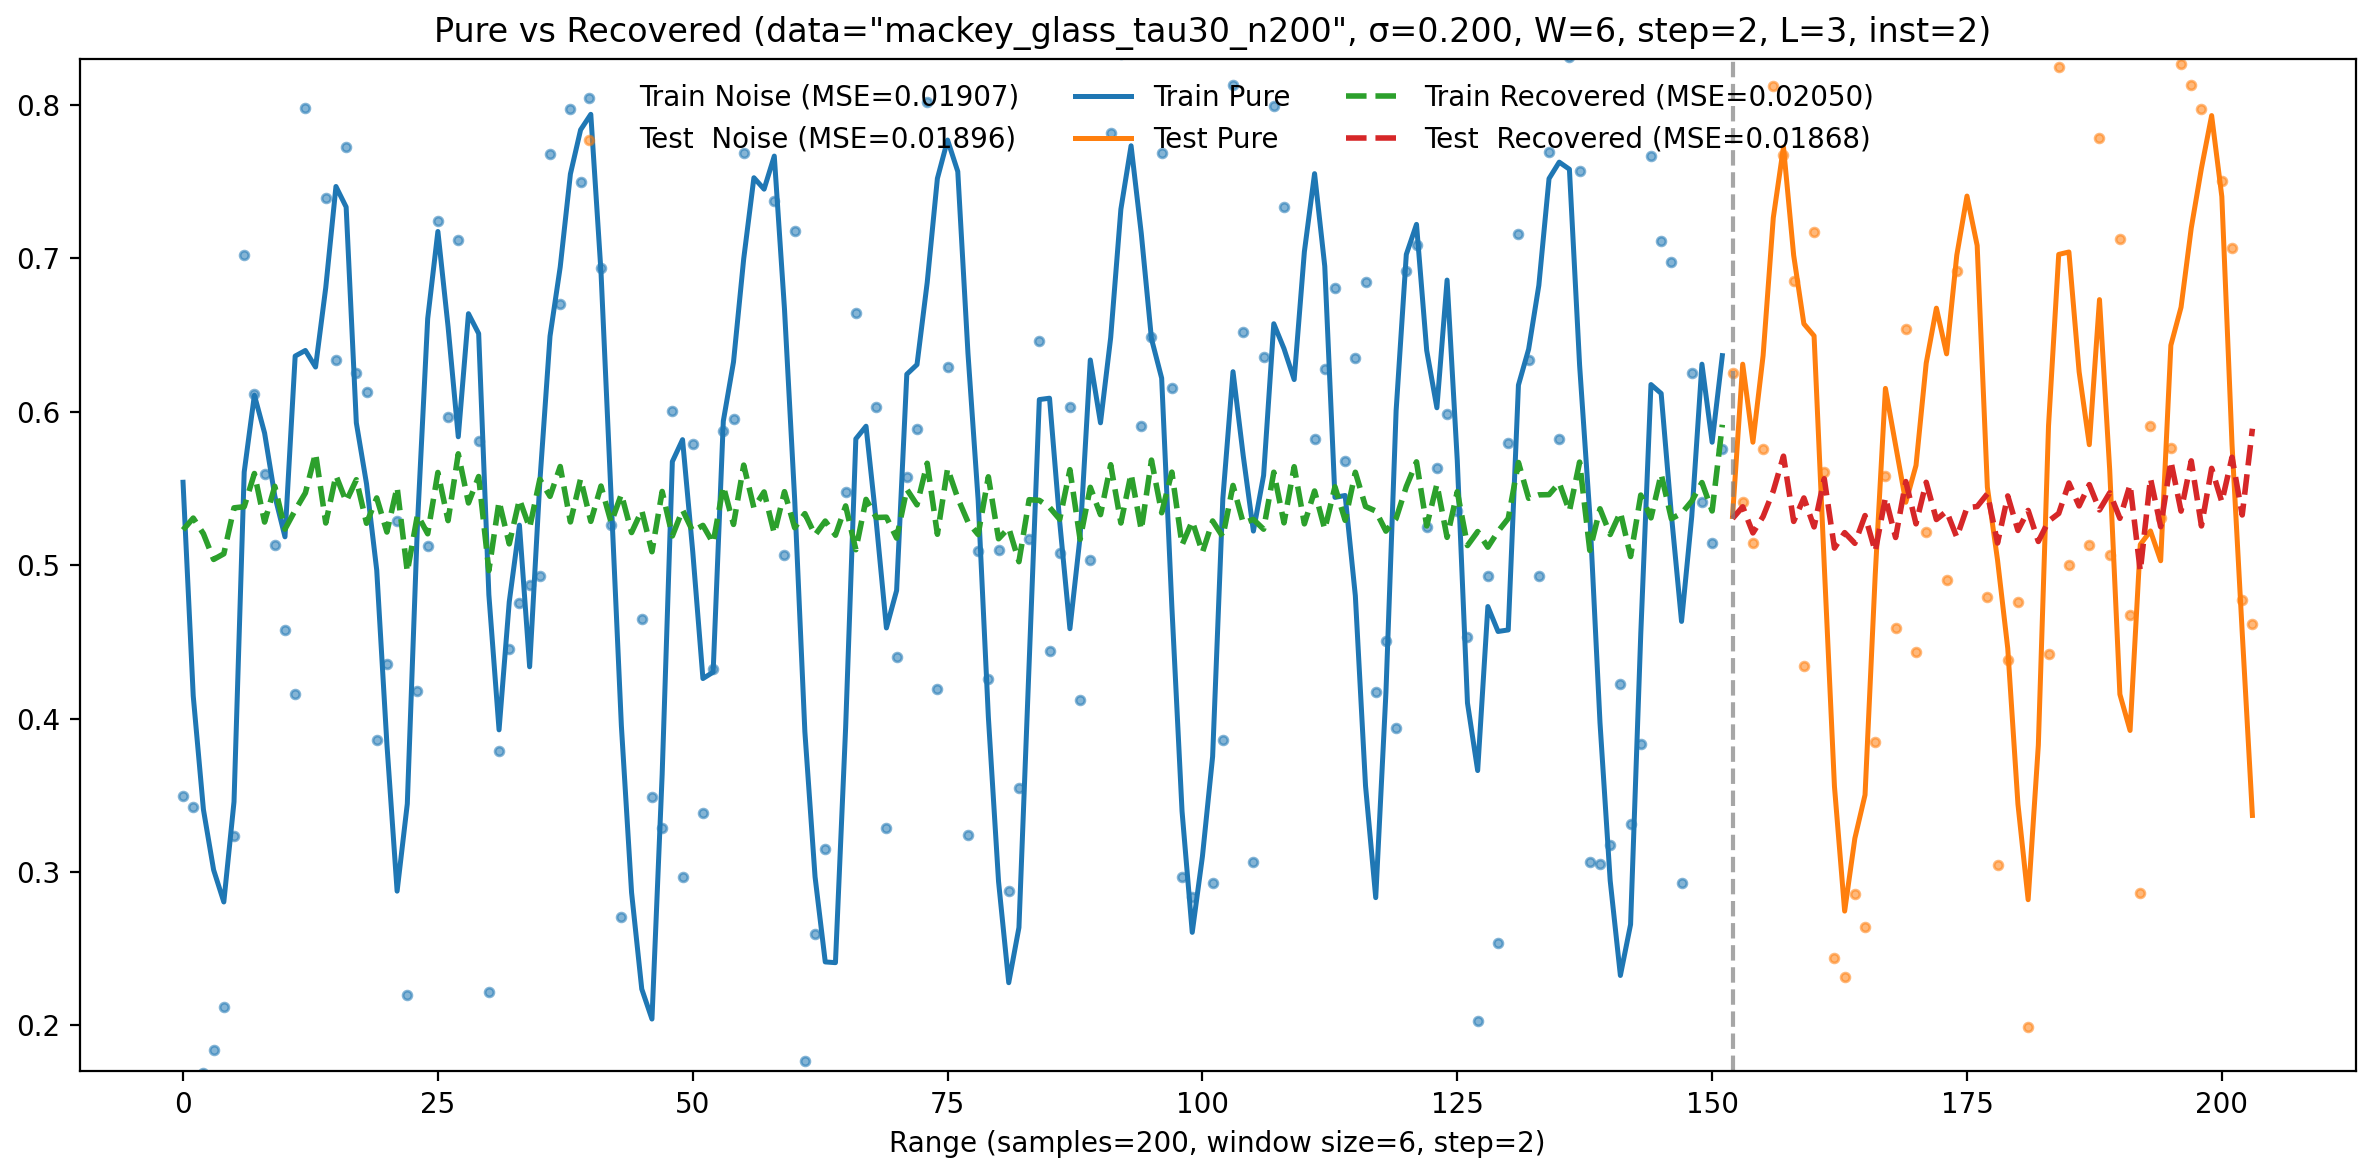 Pure vs Recovered (data="mackey_glass_tau30_n200", σ=0.200, W=6, step=2, L=3, inst=2)
Train Noise (MSE=0.01907) Train Pure Train Recovered (MSE=0.02050)
Test  Noise (MSE=0.01896) Test Pure Test  Recovered (MSE=0.01868)
0.8
0.7
0.6
0.5
0.4
0.3
0.2
0 25 50 75 100 125 150 175 200
Range (samples=200, window size=6, step=2)